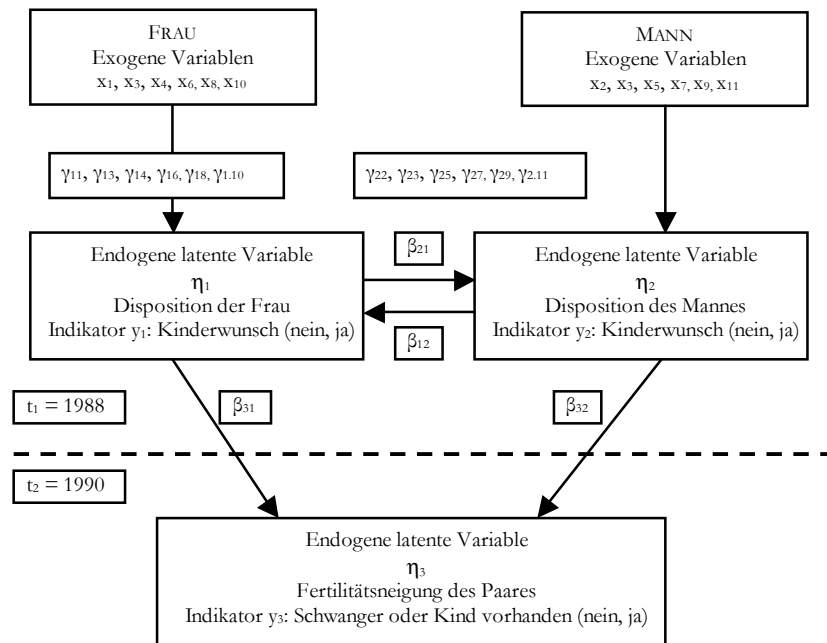 FRAU
Exogene Variablen
x₁, x₃, x₄, x₆, x₈, x₁₀
MANN
Exogene Variablen
x₂, x₃, x₅, x₇, x₉, x₁₁
γ₁₁, γ₁₃, γ₁₄, γ₁₆, γ₁₈, γ₁.₁₀
γ₂₂, γ₂₃, γ₂₅, γ₂₇, γ₂₉, γ₂.₁₁
Endogene latente Variable
η₁
Disposition der Frau
Indikator y₁: Kinderwunsch (nein, ja)
β₂₁
β₁₂
Endogene latente Variable
η₂
Disposition des Mannes
Indikator y₂: Kinderwunsch (nein, ja)
t₁ = 1988
β₃₁
β₃₂
t₂ = 1990
Endogene latente Variable
η₃
Fertilitätsneigung des Paares
Indikator y₃: Schwanger oder Kind vorhanden (nein, ja)